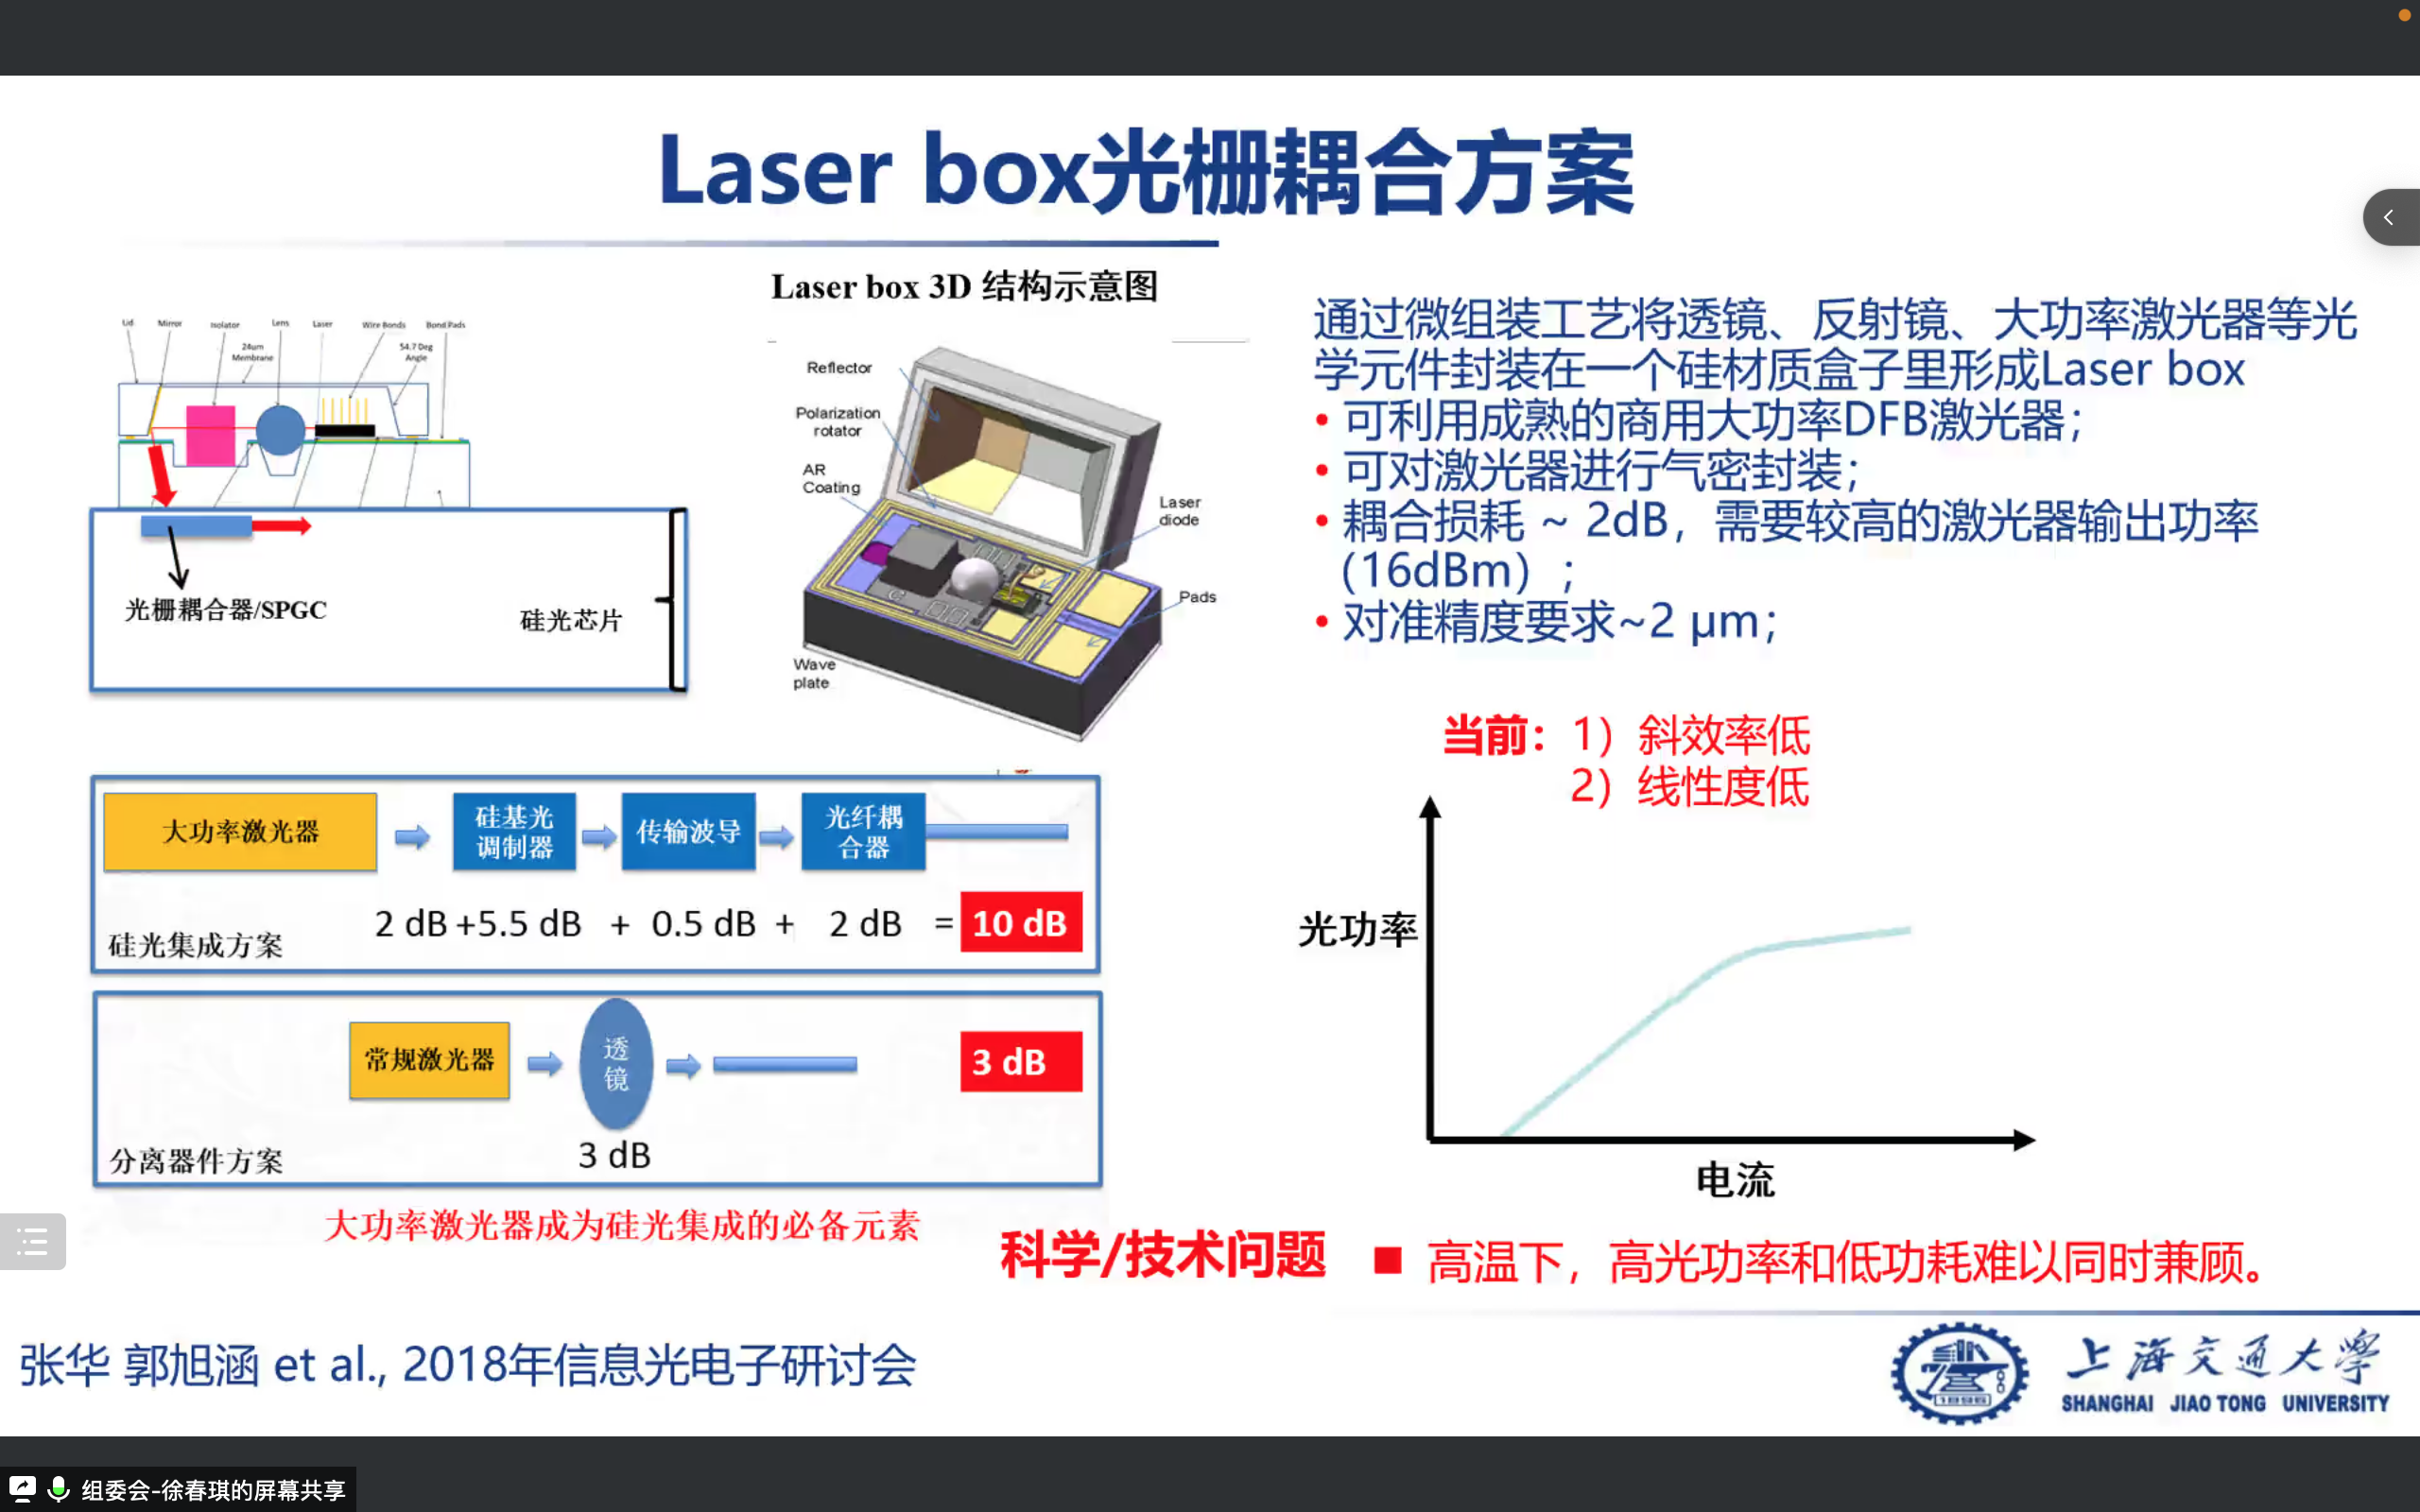 Laser box光栅耦合方案
Laser box 3D 结构示意图
Lid
Mirror
Isolator
Lens
Laser
Wire Bonds
Bond Pads
24um
Membrane
54.7 Deg
Angle
光栅耦合器/SPGC
硅光芯片
Reflector
Polarization
rotator
AR
Coating
Laser
diode
Pads
Wave
plate
通过微组装工艺将透镜、反射镜、大功率激光器等光
学元件封装在一个硅材质盒子里形成Laser box
• 可利用成熟的商用大功率DFB激光器；
• 可对激光器进行气密封装；
• 耦合损耗 ~ 2dB，需要较高的激光器输出功率
(16dBm）；
• 对准精度要求~2 μm；
当前：1）斜效率低
2）线性度低
光功率
电流
大功率激光器
硅基光
调制器
传输波导
光纤耦
合器
2 dB +5.5 dB + 0.5 dB + 2 dB = 10 dB
硅光集成方案
常规激光器
透
镜
3 dB
3 dB
分离器件方案
大功率激光器成为硅光集成的必备元素
科学/技术问题
■ 高温下，高光功率和低功耗难以同时兼顾。
张华 郭旭涵 et al., 2018年信息光电子研讨会
1896
上海交通大学
SHANGHAI JIAO TONG UNIVERSITY
组委会-徐春琪的屏幕共享